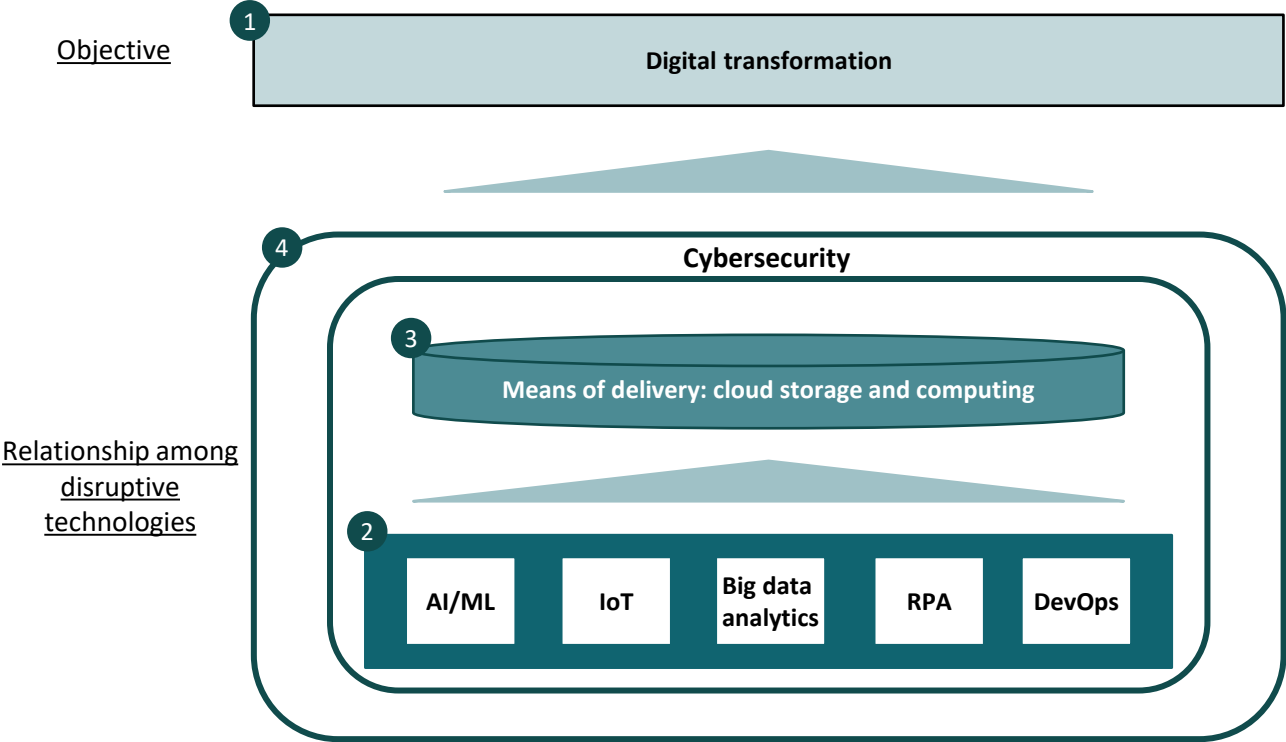 1
Objective
Digital transformation
4
Cybersecurity
3
Means of delivery: cloud storage and computing
Relationship among
disruptive
technologies
2
AI/ML
IoT
Big data
analytics
RPA
DevOps